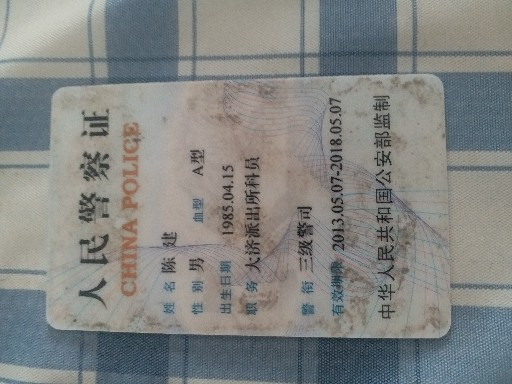 人民警察证
CHINA POLICE
姓名 陈建
性别 男 血型 A型
出生日期 1985.04.15
职务 大济派出所科员
警衔 三级警司
有效期限 2013.05.07-2018.05.07
中华人民共和国公安部监制